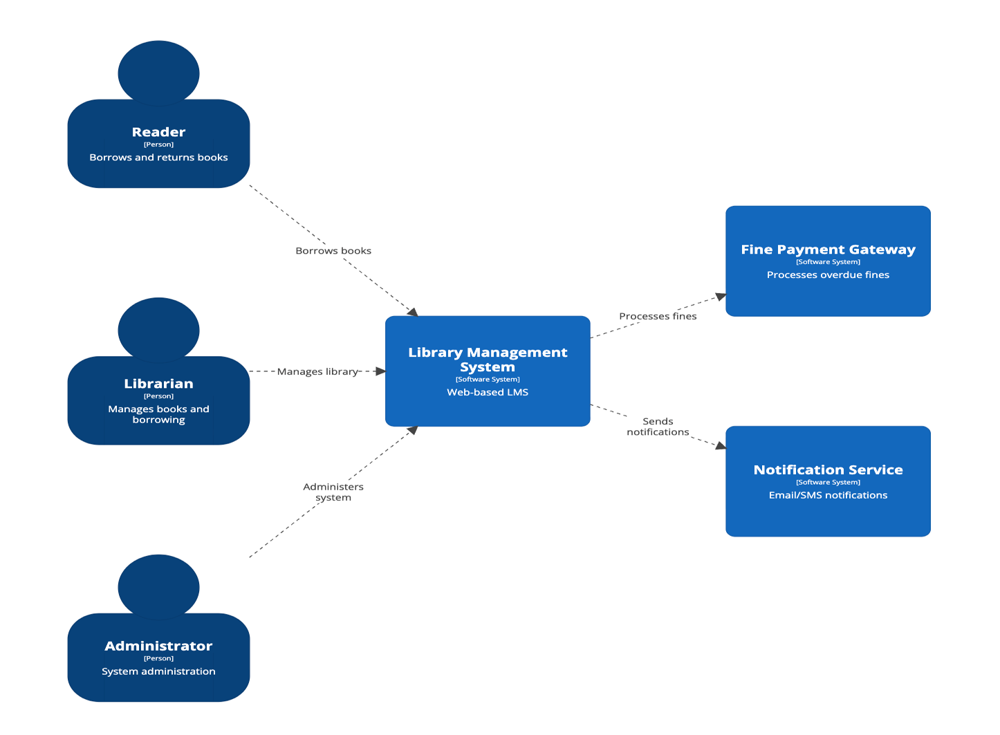 Reader
[Person]
Borrows and returns books
Borrows books
Fine Payment Gateway
[Software System]
Processes overdue fines
Processes fines
Librarian
[Person]
Manages books and
borrowing
Manages library
Library Management
System
[Software System]
Web-based LMS
Sends
notifications
Notification Service
[Software System]
Email/SMS notifications
Administers
system
Administrator
[Person]
System administration